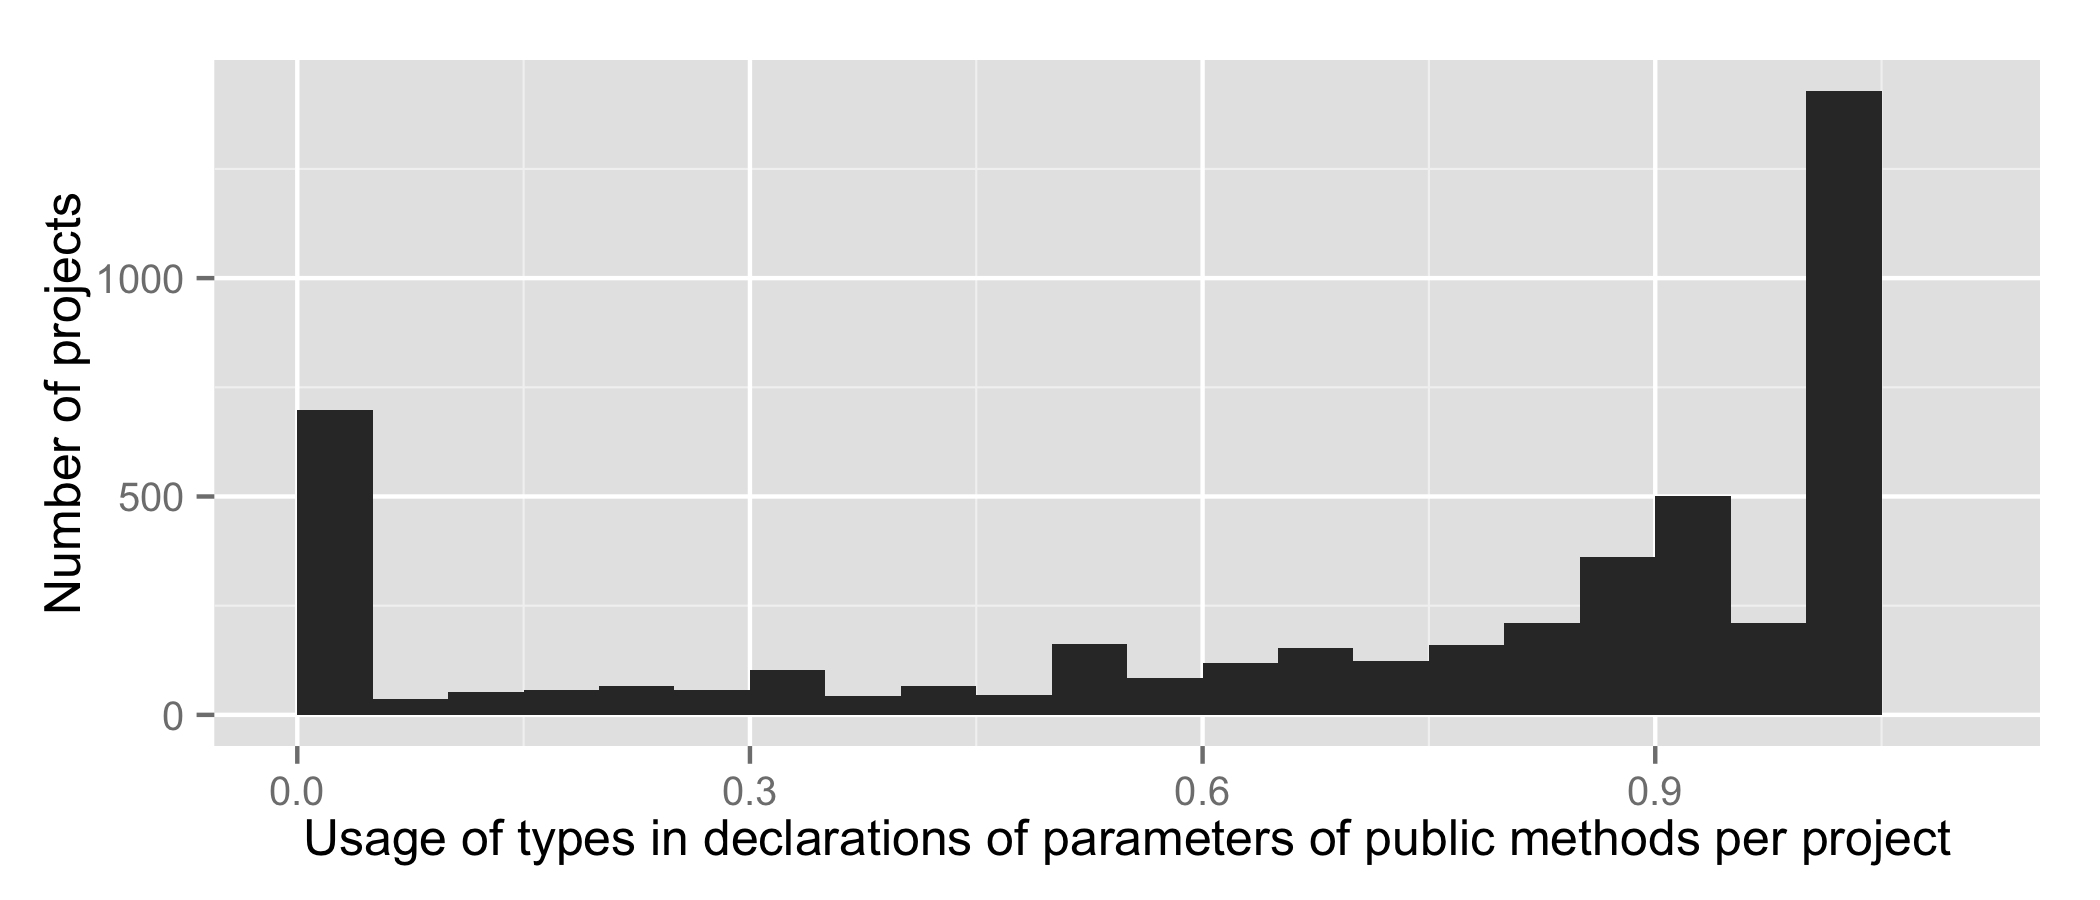 Number of projects
1000
500
0
0.0 0.3 0.6 0.9
Usage of types in declarations of parameters of public methods per project